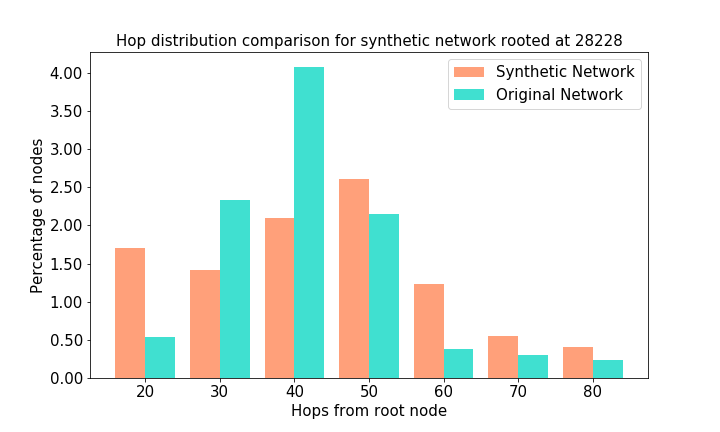 Hop distribution comparison for synthetic network rooted at 28228
Synthetic Network
Original Network
Percentage of nodes
4.00
3.50
3.00
2.50
2.00
1.50
1.00
0.50
0.00
20 30 40 50 60 70 80
Hops from root node